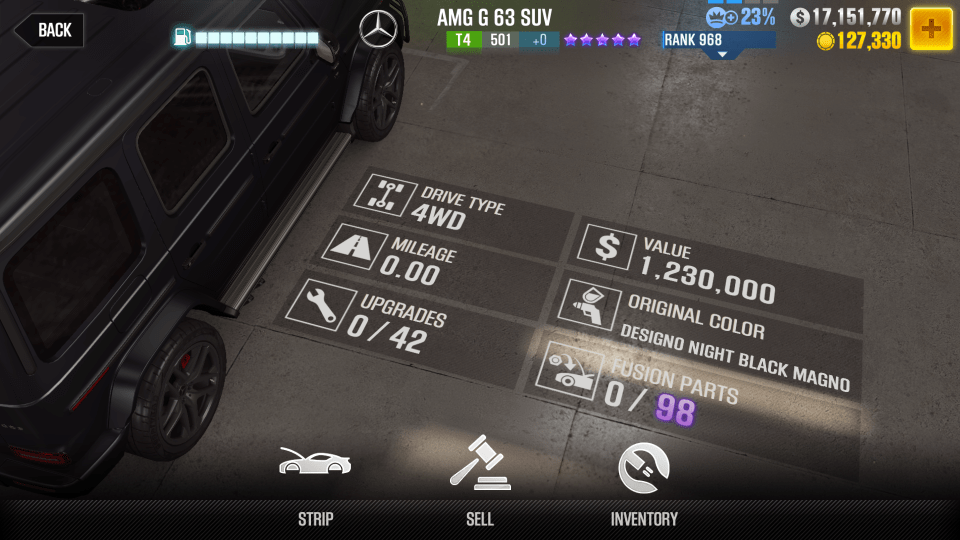 BACK
AMG G 63 SUV
T4 501 +0
23%
RANK 968
17,151,770
127,330
DRIVE TYPE
4WD
MILEAGE
0.00
UPGRADES
0/42
VALUE
1,230,000
ORIGINAL COLOR
DESIGNO NIGHT BLACK MAGNO
FUSION PARTS
0/98
STRIP
SELL
INVENTORY